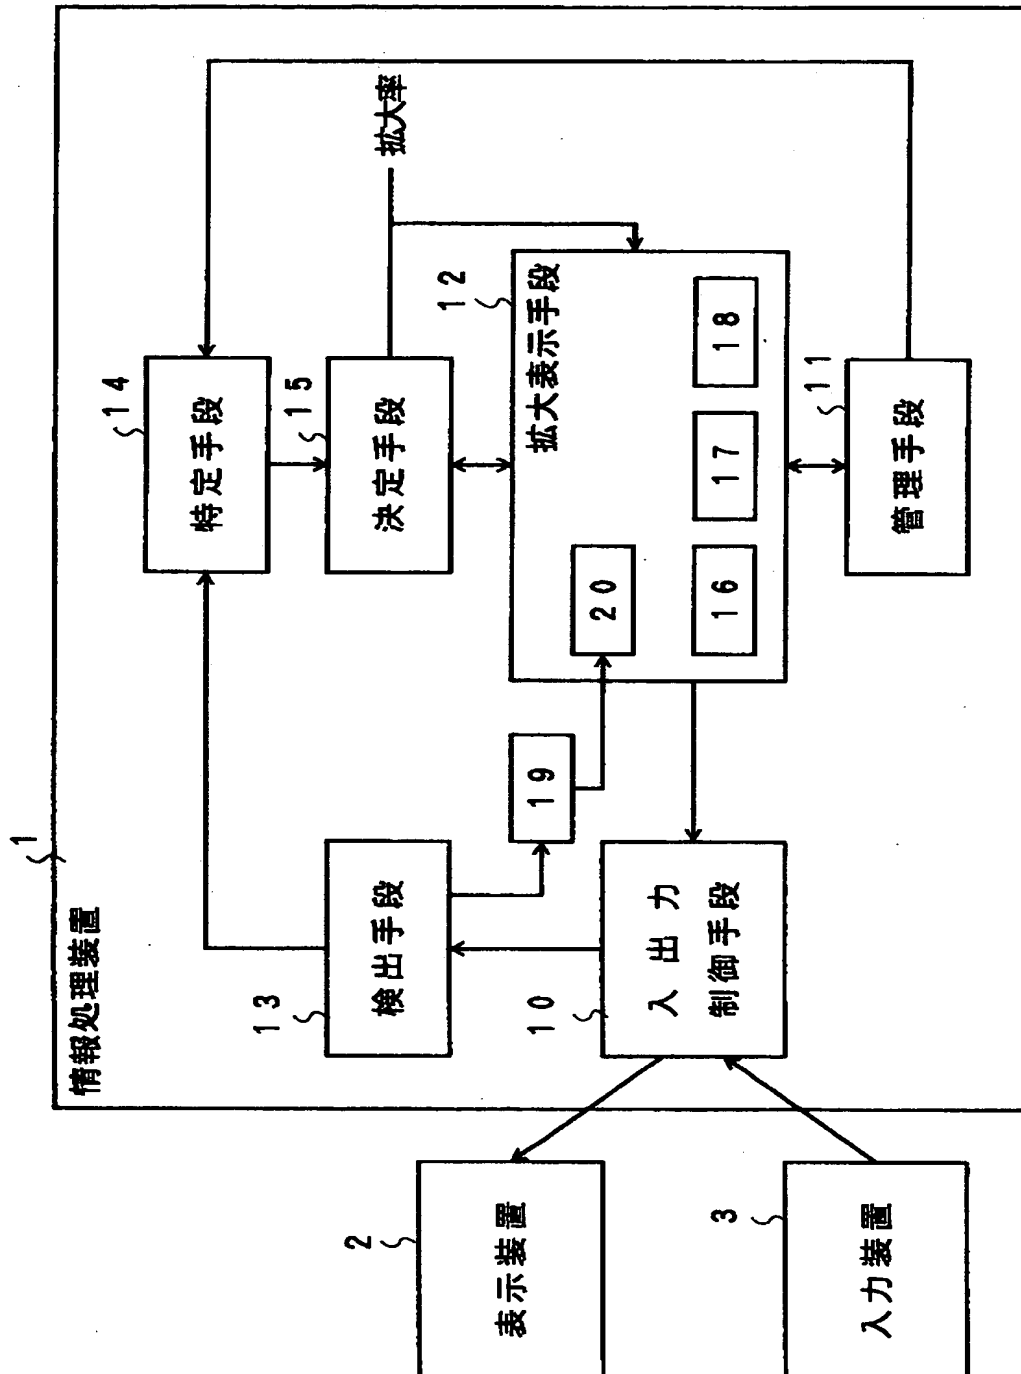 情報処理装置
1
表示装置
2
入力装置
3
検出手段
13
入出力
制御手段
10
19
特定手段
14
決定手段
15
拡大率
拡大表示手段
12
20
16
17
18
管理手段
11